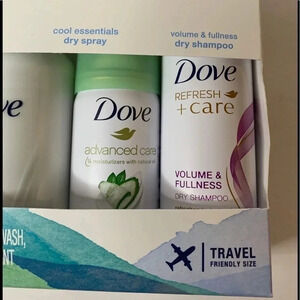 cool essentials
dry spray
volume & fullness
dry shampoo
ve
Dove
advanced care
Dove
REFRESH
+care
VOLUME &
FULLNESS
DRY SHAMPOO
WASH,
NT
TRAVEL
FRIENDLY SIZE